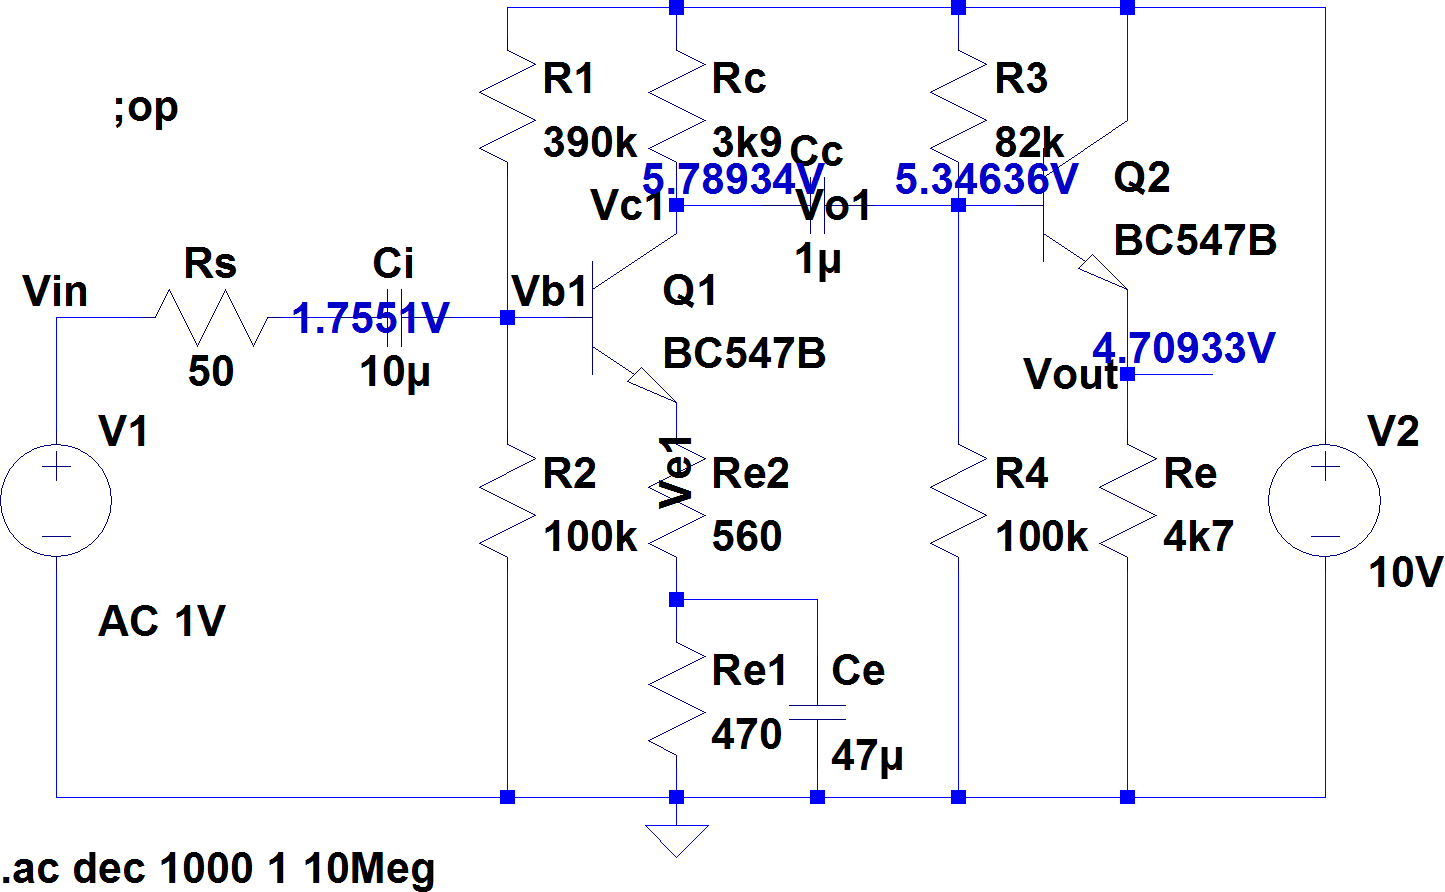 ;op
R1
390k
Rc
3k9
Cc
R3
82k
5.78934V
5.34636V
Vc1
Vo1
1µ
Q2
BC547B
Vin
Rs
50
Ci
1.7551V
10µ
Vb1
Q1
BC547B
4.70933V
Vout
V1
AC 1V
R2
100k
Ve1
Re2
560
R4
100k
Re
4k7
V2
10V
Re1
470
Ce
47µ
.ac dec 1000 1 10Meg